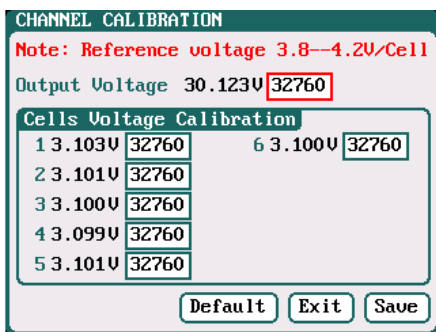 CHANNEL CALIBRATION
Note: Reference voltage 3.8--4.2V/Cell
Output Voltage 30.123V 32760
Cells Voltage Calibration
1 3.103V 32760 6 3.100V 32760
2 3.101V 32760
3 3.100V 32760
4 3.099V 32760
5 3.101V 32760
Default Exit Save